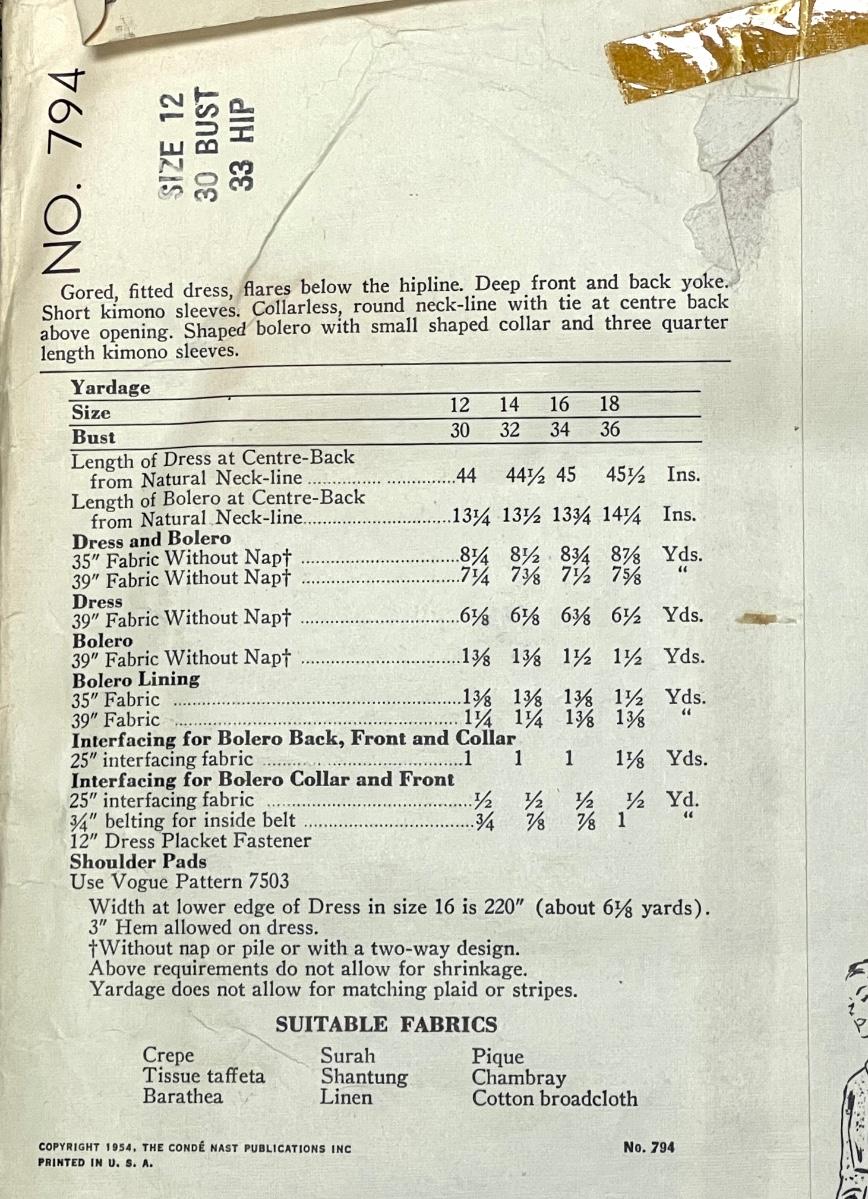 NO. 794
SIZE 12
30 BUST
33 HIP
Gored, fitted dress, flares below the hipline. Deep front and back yoke.
Short kimono sleeves. Collarless, round neck-line with tie at centre back
above opening. Shaped bolero with small shaped collar and three quarter
length kimono sleeves.
Yardage
Size 12 14 16 18
Bust 30 32 34 36
Length of Dress at Centre-Back
from Natural Neck-line ........................44 44½ 45 45½ Ins.
Length of Bolero at Centre-Back
from Natural Neck-line........................13¼ 13½ 13¾ 14¼ Ins.
Dress and Bolero
35" Fabric Without Nap† ........................8¼ 8½ 8¾ 8⅞ Yds.
39" Fabric Without Nap† ........................7¼ 7⅜ 7½ 7⅝ "
Dress
39" Fabric Without Nap† ........................6⅛ 6⅛ 6⅜ 6½ Yds.
Bolero
39" Fabric Without Nap† ........................1⅜ 1⅜ 1½ 1½ Yds.
Bolero Lining
35" Fabric ........................1⅜ 1⅜ 1⅜ 1½ Yds.
39" Fabric ........................1¼ 1¼ 1⅜ 1⅜ "
Interfacing for Bolero Back, Front and Collar
25" interfacing fabric ........................1 1 1 1⅛ Yds.
Interfacing for Bolero Collar and Front
25" interfacing fabric ........................½ ½ ½ ½ Yd.
¾" belting for inside belt ........................¾ ⅞ ⅞ 1 "
12" Dress Placket Fastener
Shoulder Pads
Use Vogue Pattern 7503
Width at lower edge of Dress in size 16 is 220" (about 6⅛ yards).
3" Hem allowed on dress.
†Without nap or pile or with a two-way design.
Above requirements do not allow for shrinkage.
Yardage does not allow for matching plaid or stripes.
SUITABLE FABRICS
Crepe Surah Pique
Tissue taffeta Shantung Chambray
Barathea Linen Cotton broadcloth
COPYRIGHT 1954, THE CONDÉ NAST PUBLICATIONS INC No. 794
PRINTED IN U. S. A.